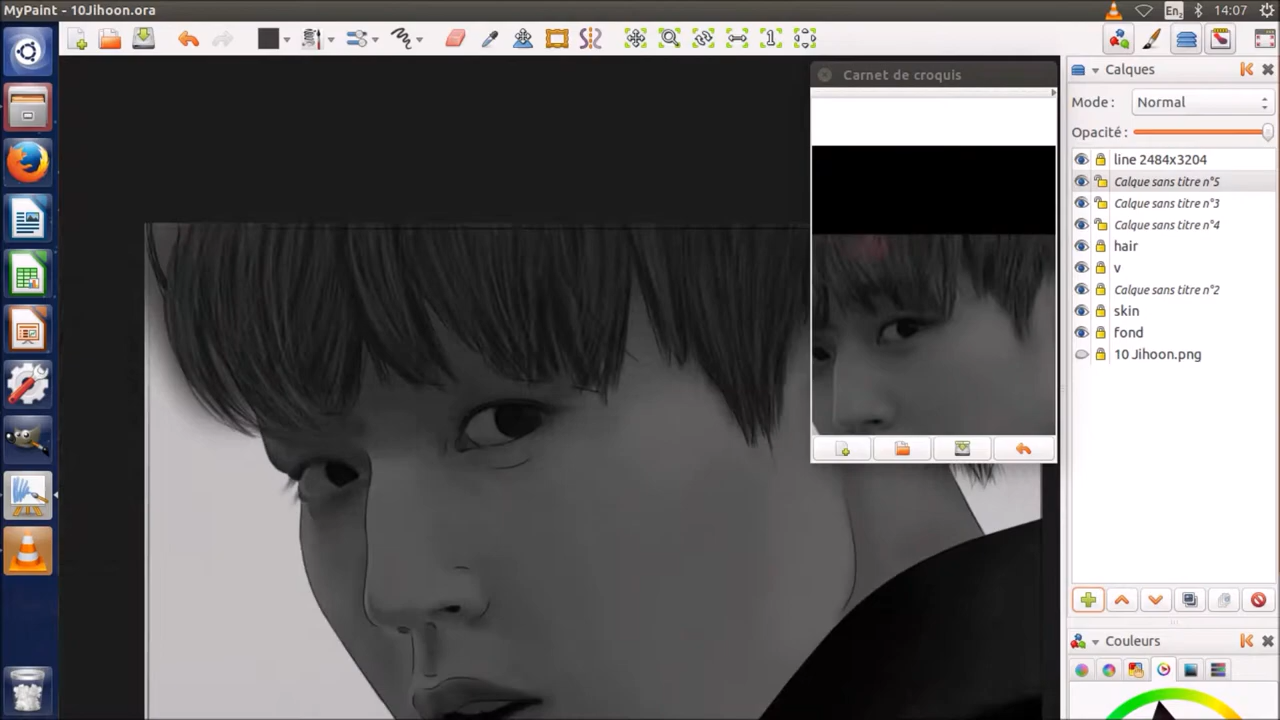 MyPaint - 10Jihoon.ora
En2
14:07
Carnet de croquis
Calques
Mode :
Normal
Opacité :
line 2484x3204
Calque sans titre n°5
Calque sans titre n°3
Calque sans titre n°4
hair
v
Calque sans titre n°2
skin
fond
10 Jihoon.png
Couleurs